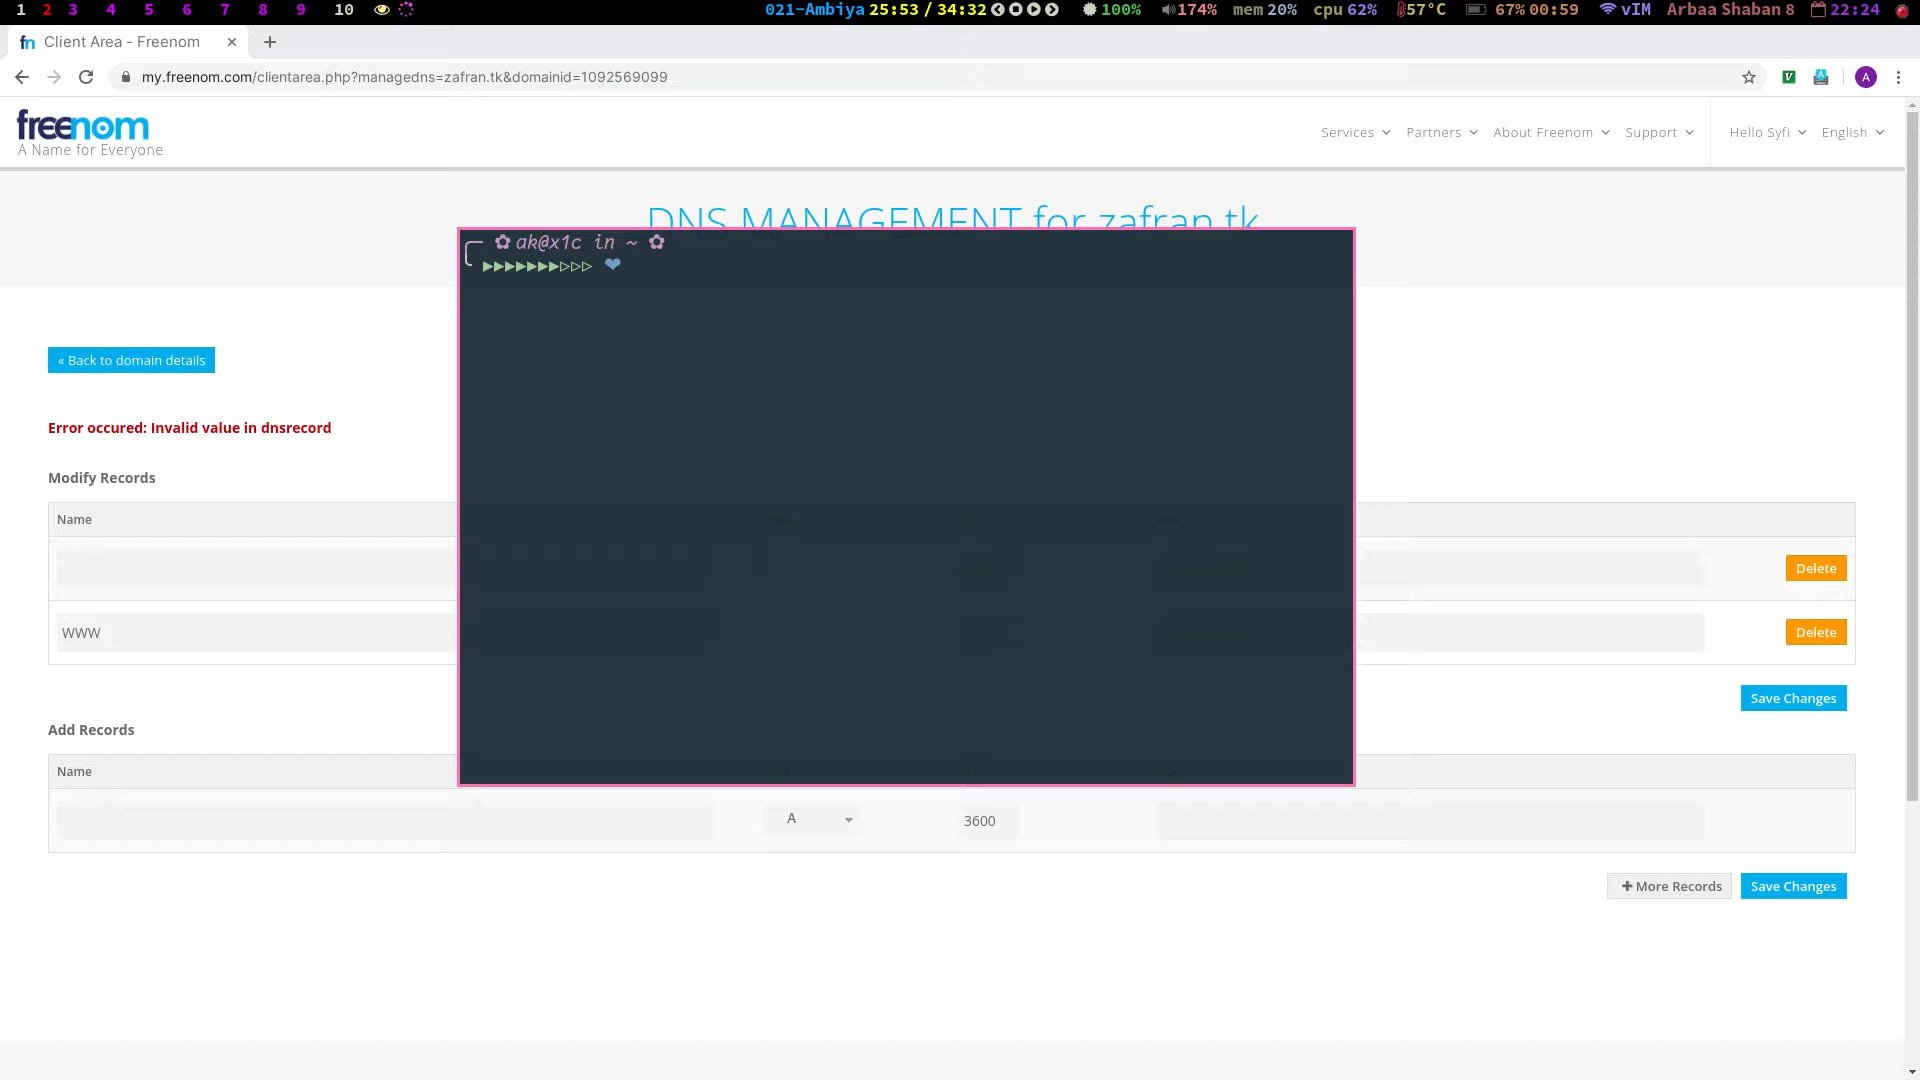 1 2 3 4 5 6 7 8 9 10 021-Ambiya 25:53 / 34:32 100% 174% mem 20% cpu 62% 57°C 67% 00:59 vIM Arbaa Shaban 8 22:24
fn Client Area - Freenom
my.freenom.com/clientarea.php?managedns=zafran.tk&domainid=1092569099 A
freenom
A Name for Everyone
Services Partners About Freenom Support Hello Syfi English
DNS MANAGEMENT for zafran.tk
ak@x1c in ~
« Back to domain details
Error occured: Invalid value in dnsrecord
Modify Records
Name
Delete
WWW Delete
Save Changes
Add Records
Name
A 3600
More Records Save Changes